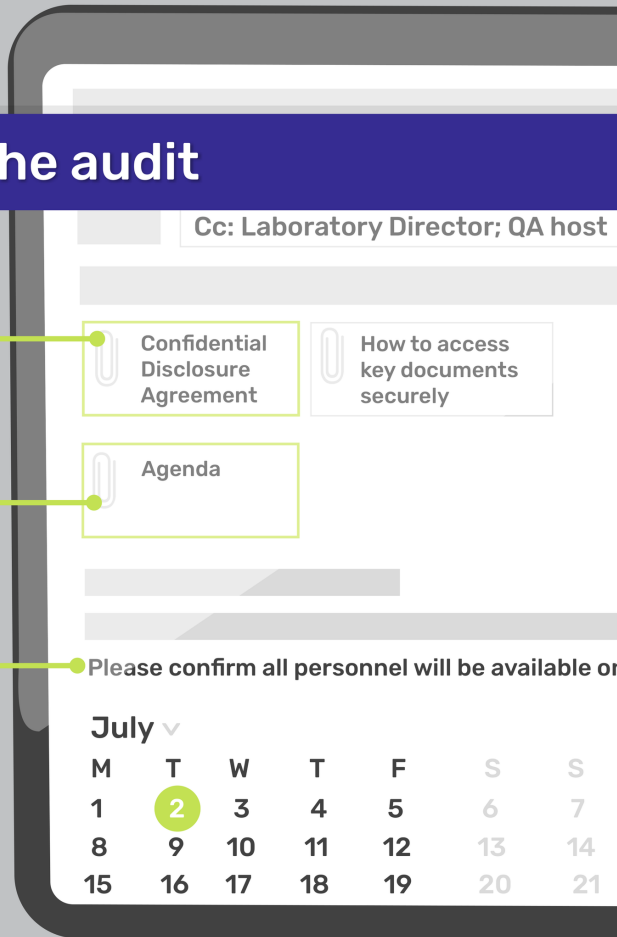 he audit
Cc: Laboratory Director; QA host
Confidential
Disclosure
Agreement
How to access
key documents
securely
Agenda
Please confirm all personnel will be available
July
M T W T F S S
1 2 3 4 5 6 7
8 9 10 11 12 13 14
15 16 17 18 19 20 21